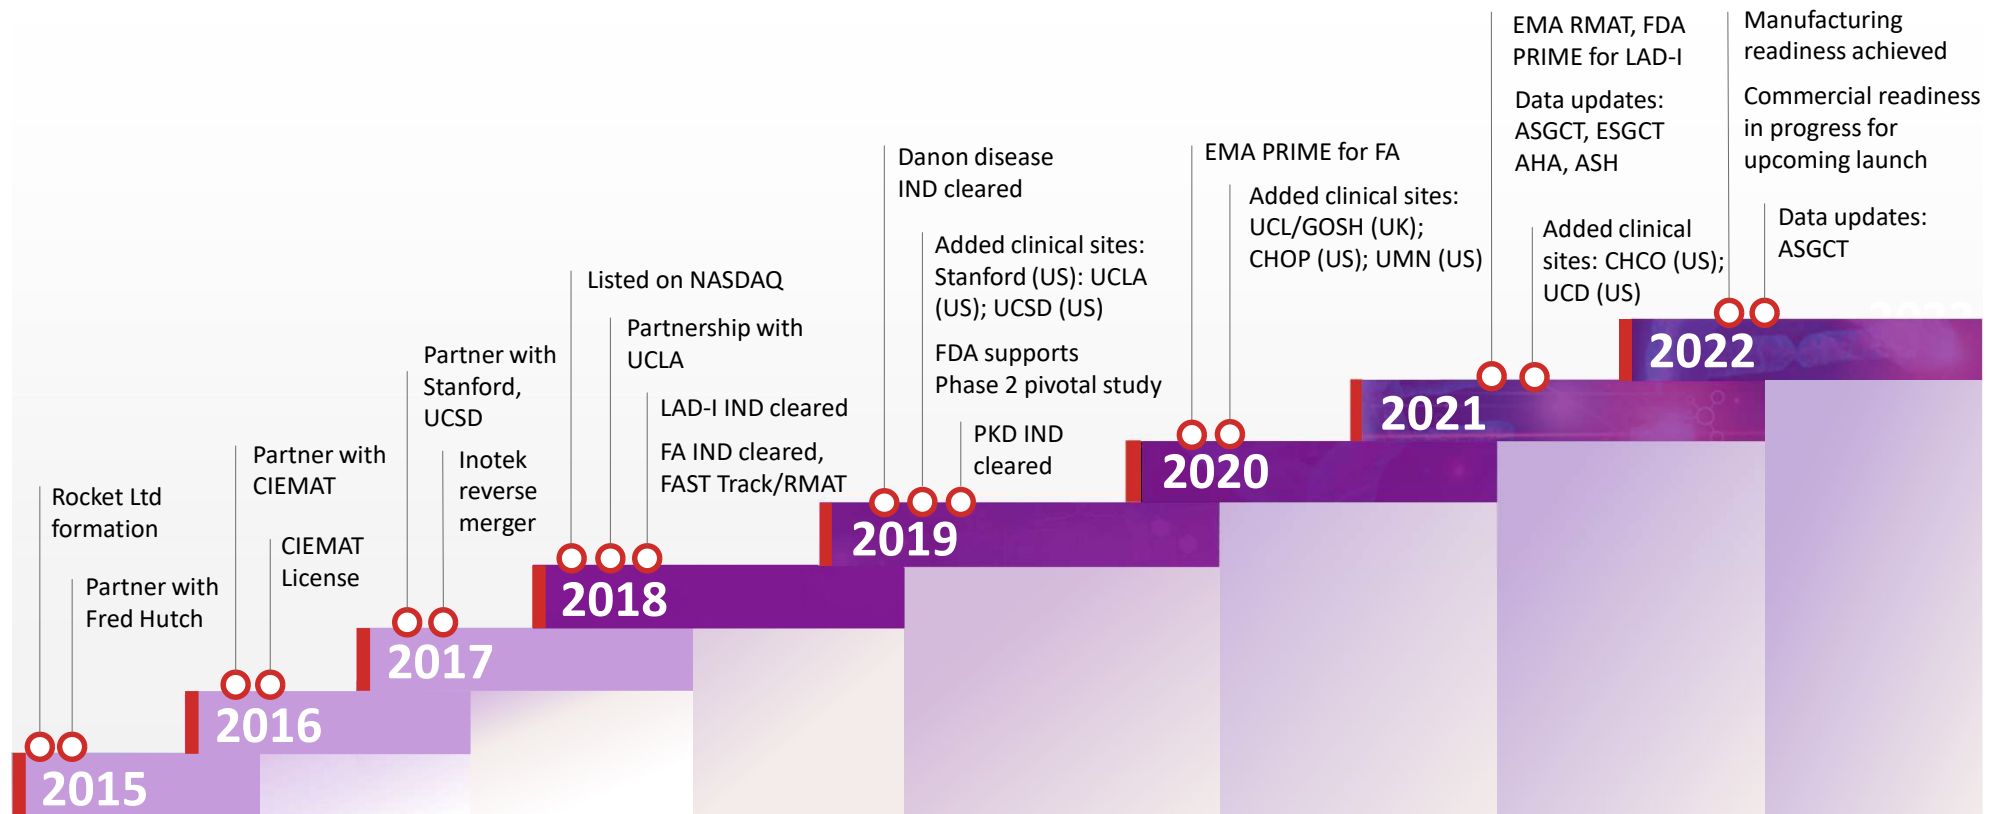 Rocket Ltd
formation
Partner with
Fred Hutch
2015
Partner with
CIEMAT
CIEMAT
License
2016
Partner with
Stanford,
UCSD
Inotek
reverse
merger
2017
Listed on NASDAQ
Partnership with
UCLA
LAD-I IND cleared
FA IND cleared,
FAST Track/RMAT
2018
Danon disease
IND cleared
Added clinical sites:
Stanford (US): UCLA
(US); UCSD (US)
FDA supports
Phase 2 pivotal study
PKD IND
cleared
2019
EMA PRIME for FA
Added clinical sites:
UCL/GOSH (UK);
CHOP (US); UMN (US)
2020
EMA RMAT, FDA
PRIME for LAD-I
Data updates:
ASGCT, ESGCT
AHA, ASH
Added clinical
sites: CHCO (US);
UCD (US)
2021
Manufacturing
readiness achieved
Commercial readiness
in progress for
upcoming launch
Data updates:
ASGCT
2022